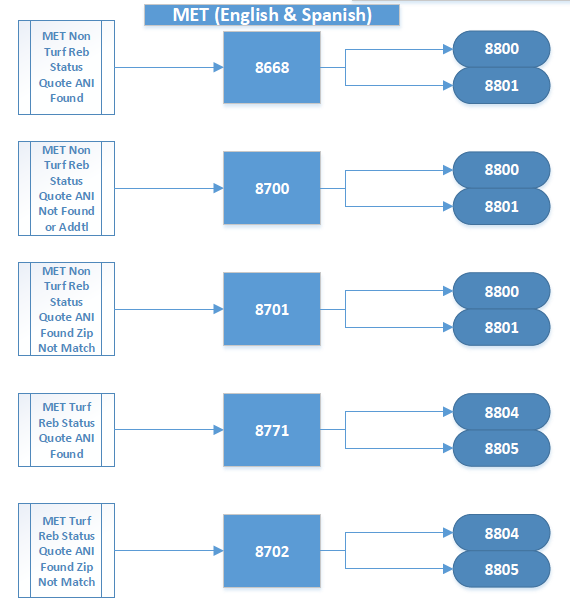 MET (English & Spanish)
MET Non
Turf Reb
Status
Quote ANI
Found
8668
8800
8801
MET Non
Turf Reb
Status
Quote ANI
Not Found
or Addtl
8700
8800
8801
MET Non
Turf Reb
Status
Quote ANI
Found Zip
Not Match
8701
8800
8801
MET Turf
Reb Status
Quote ANI
Found
8771
8804
8805
MET Turf
Reb Status
Quote ANI
Found Zip
Not Match
8702
8804
8805